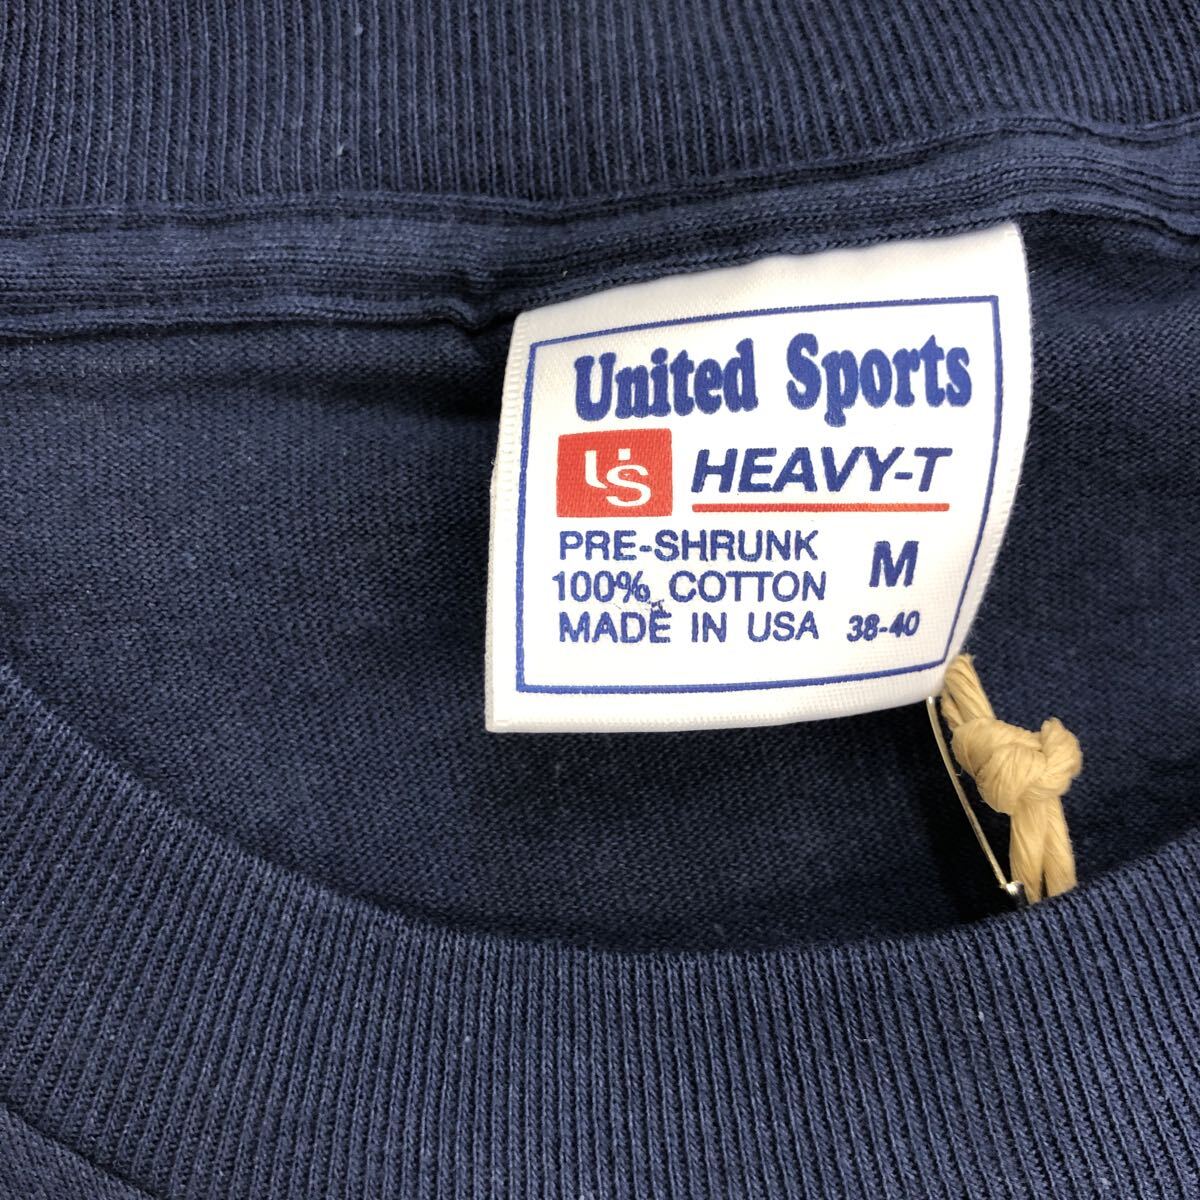 United Sports
US HEAVY-T
PRE-SHRUNK
100% COTTON M
MADE IN USA 38-40